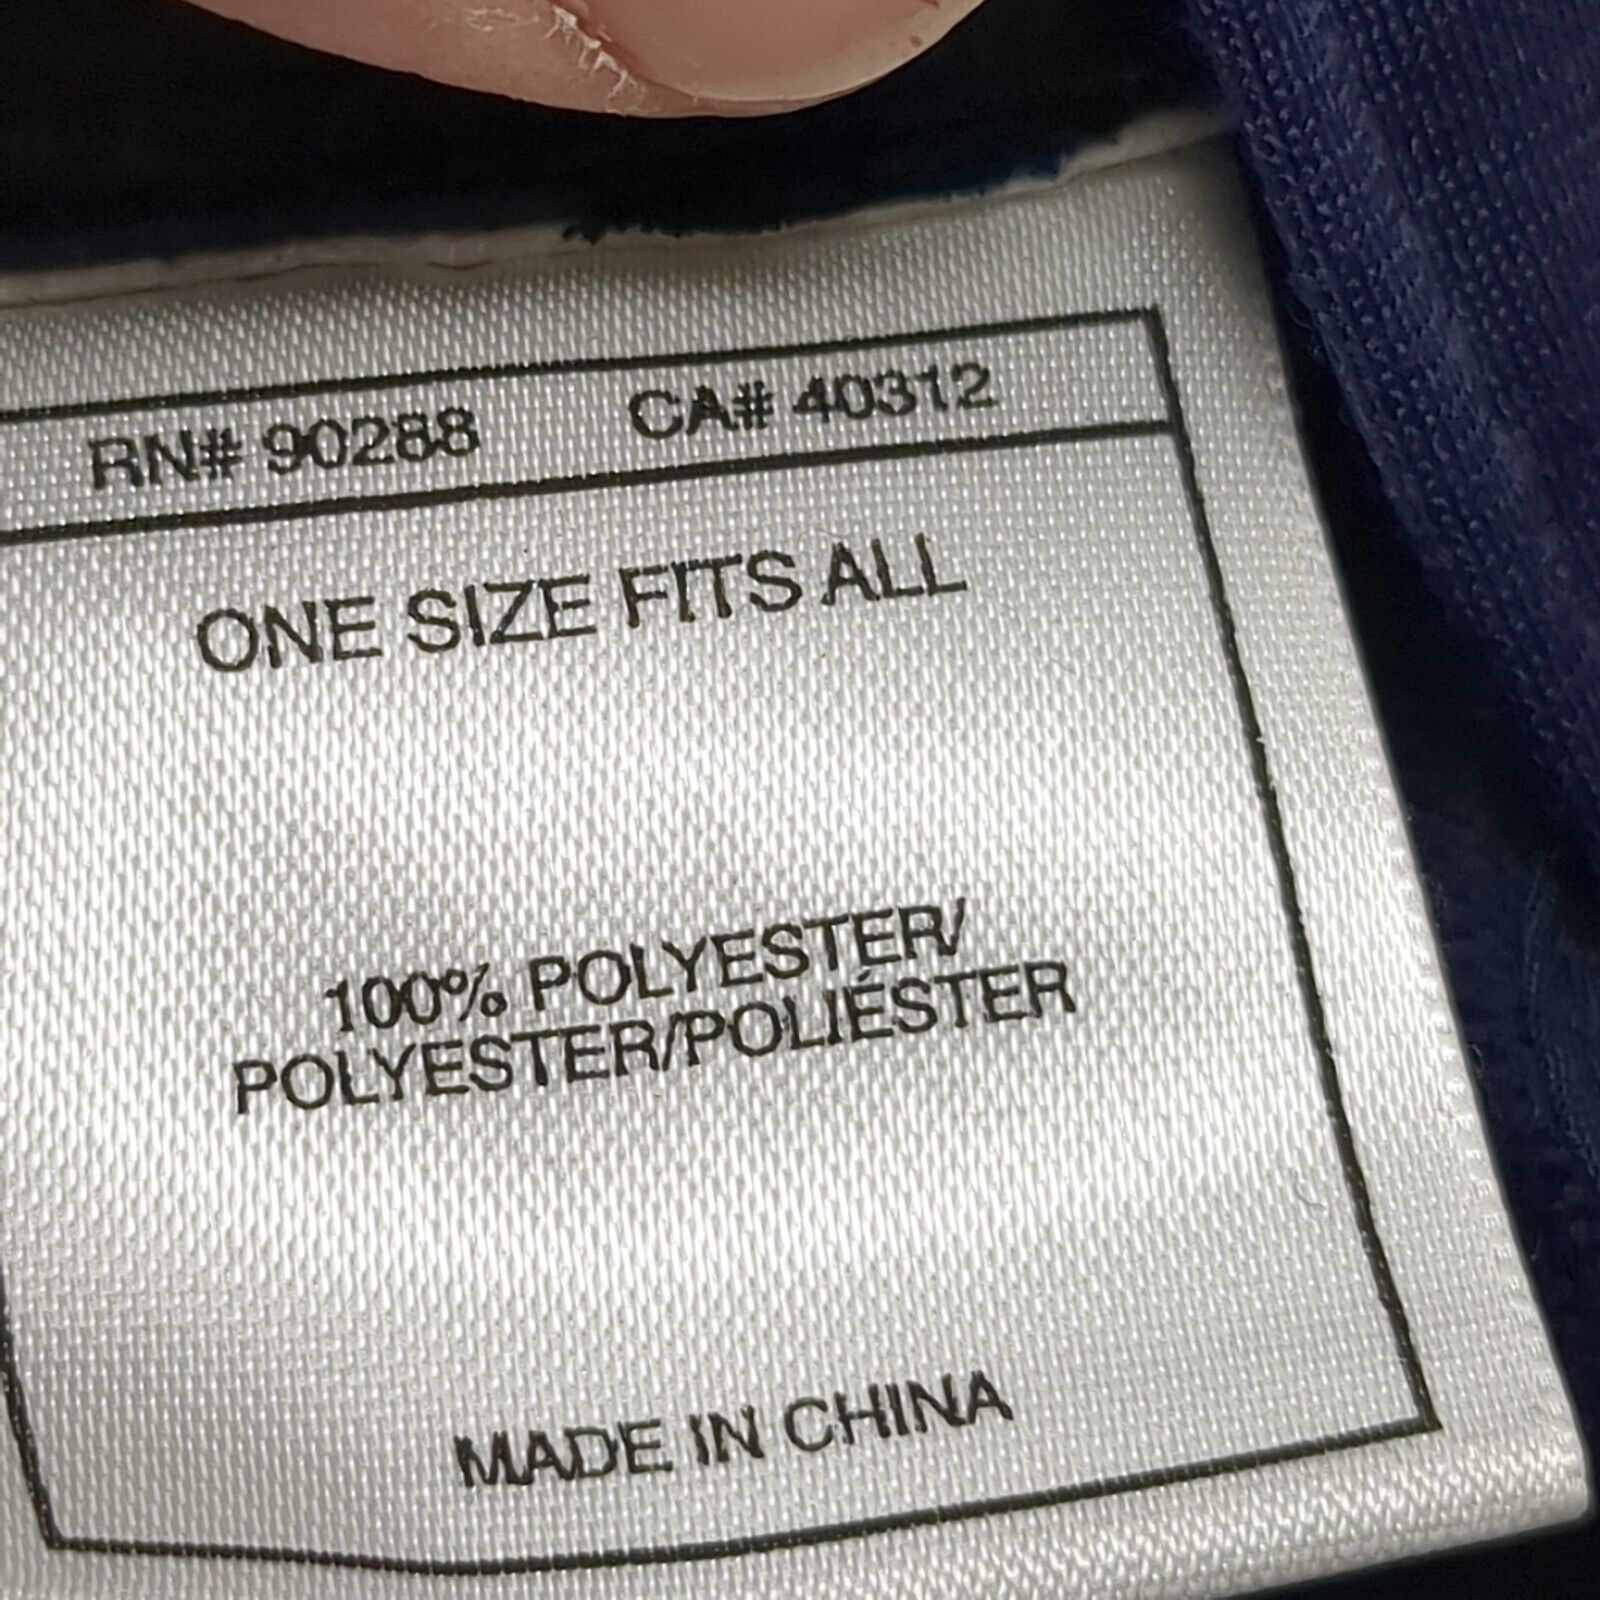 RN# 90288 CA# 40312
ONE SIZE FITS ALL
100% POLYESTER/
POLYESTER/POLIÉSTER
MADE IN CHINA